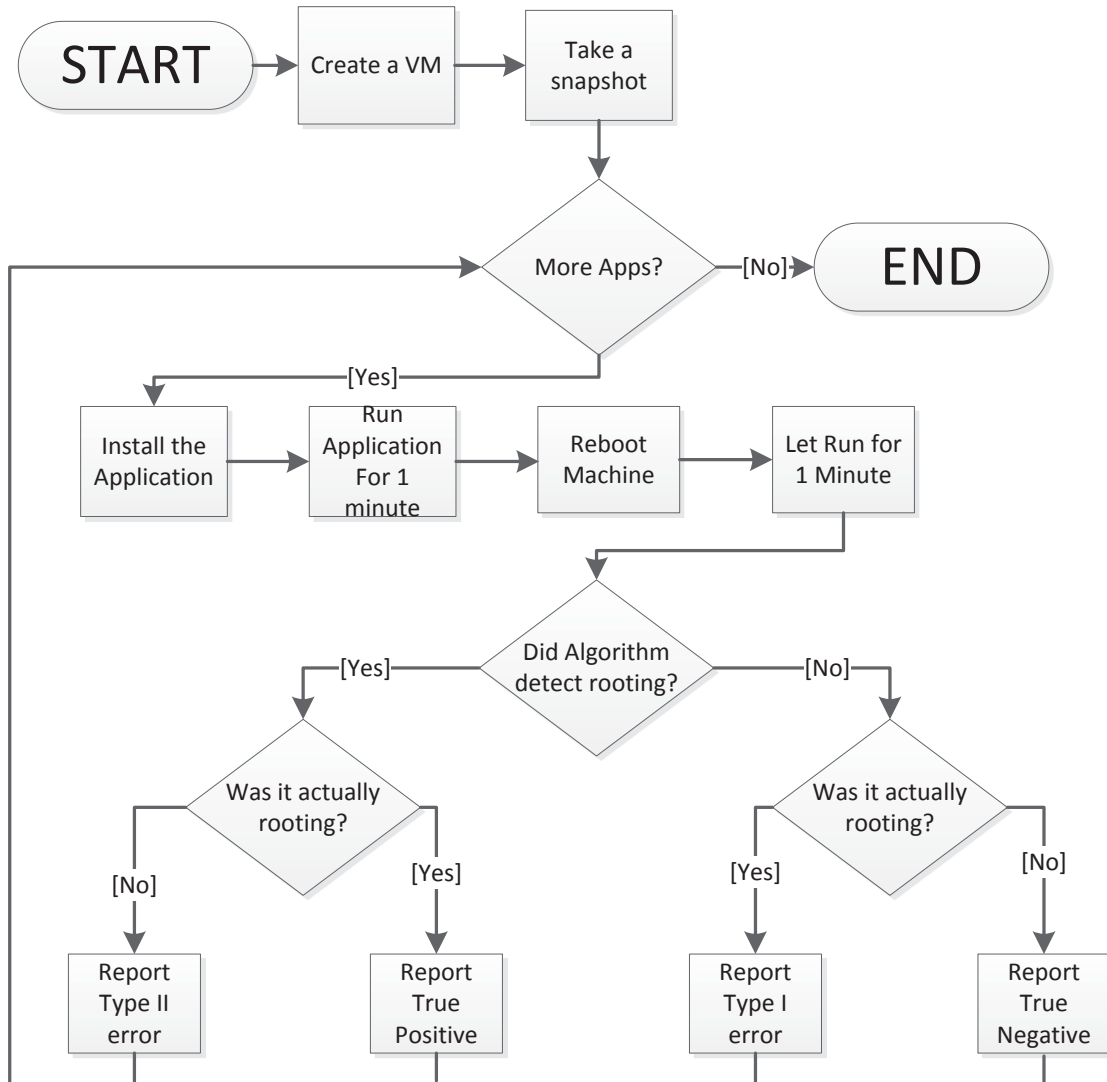 START
Create a VM
Take a
snapshot
More Apps?
[No]
END
[Yes]
Install the
Application
Run
Application
For 1
minute
Reboot
Machine
Let Run for
1 Minute
Did Algorithm
detect rooting?
[Yes]
[No]
Was it actually
rooting?
Was it actually
rooting?
[No]
[Yes]
[Yes]
[No]
Report
Type II
error
Report
True
Positive
Report
Type I
error
Report
True
Negative